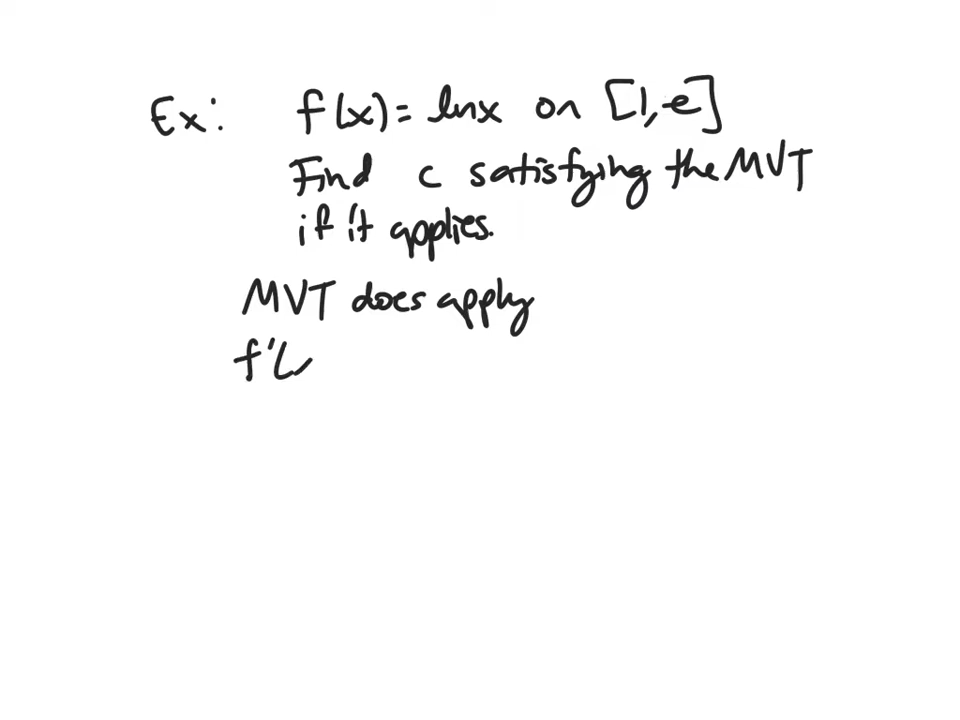 Ex: f(x) = lnx on [1, e]
Find c satisfying the MVT
if it applies.
MVT does apply
f'(